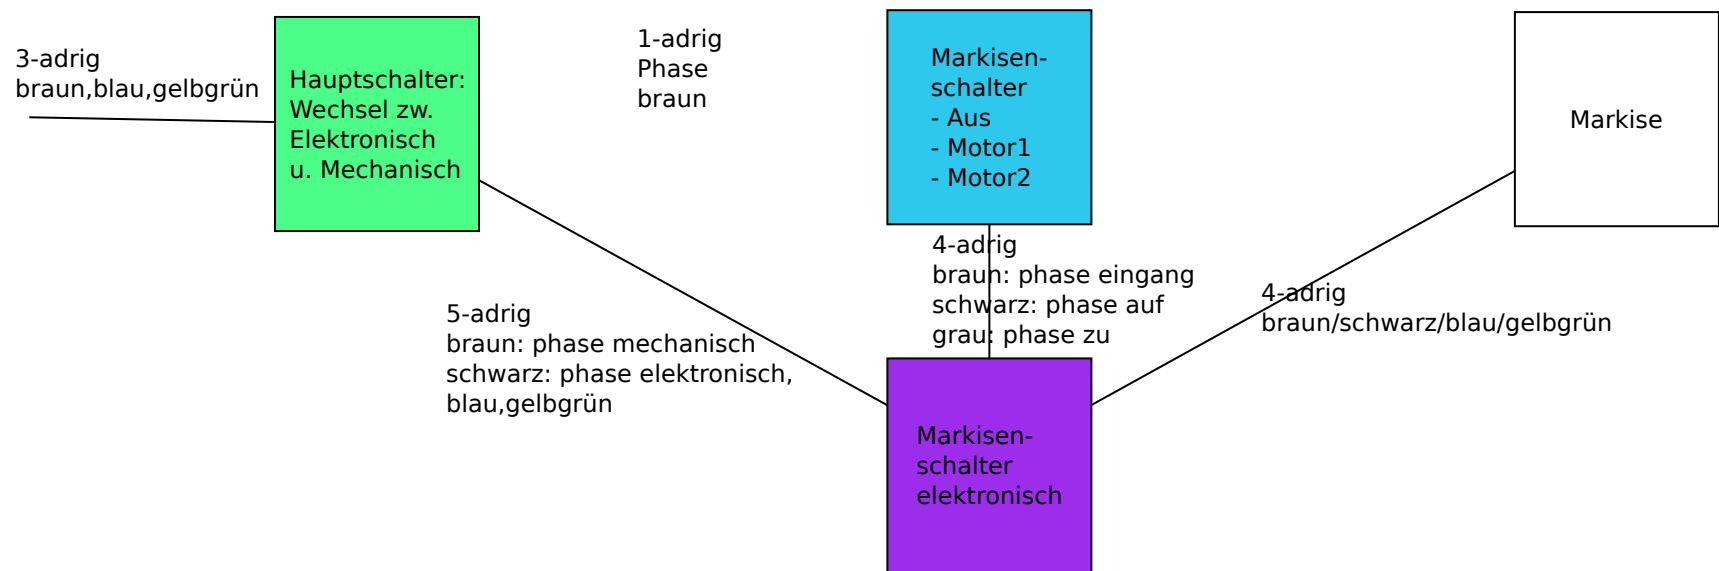 3-adrig
braun,blau,gelbgrün
Hauptschalter:
Wechsel zw.
Elektronisch
u. Mechanisch
1-adrig
Phase
braun
Markisen-
schalter
- Aus
- Motor1
- Motor2
Markise
5-adrig
braun: phase mechanisch
schwarz: phase elektronisch,
blau,gelbgrün
4-adrig
braun: phase eingang
schwarz: phase auf
grau: phase zu
4-adrig
braun/schwarz/blau/gelbgrün
Markisen-
schalter
elektronisch